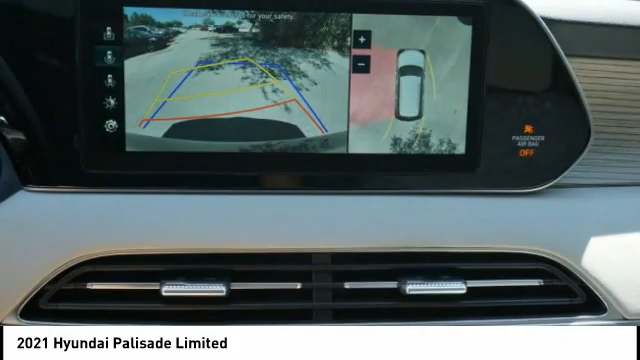 for your safety.
+
−
PASSENGER
AIR BAG
OFF
2021 Hyundai Palisade Limited